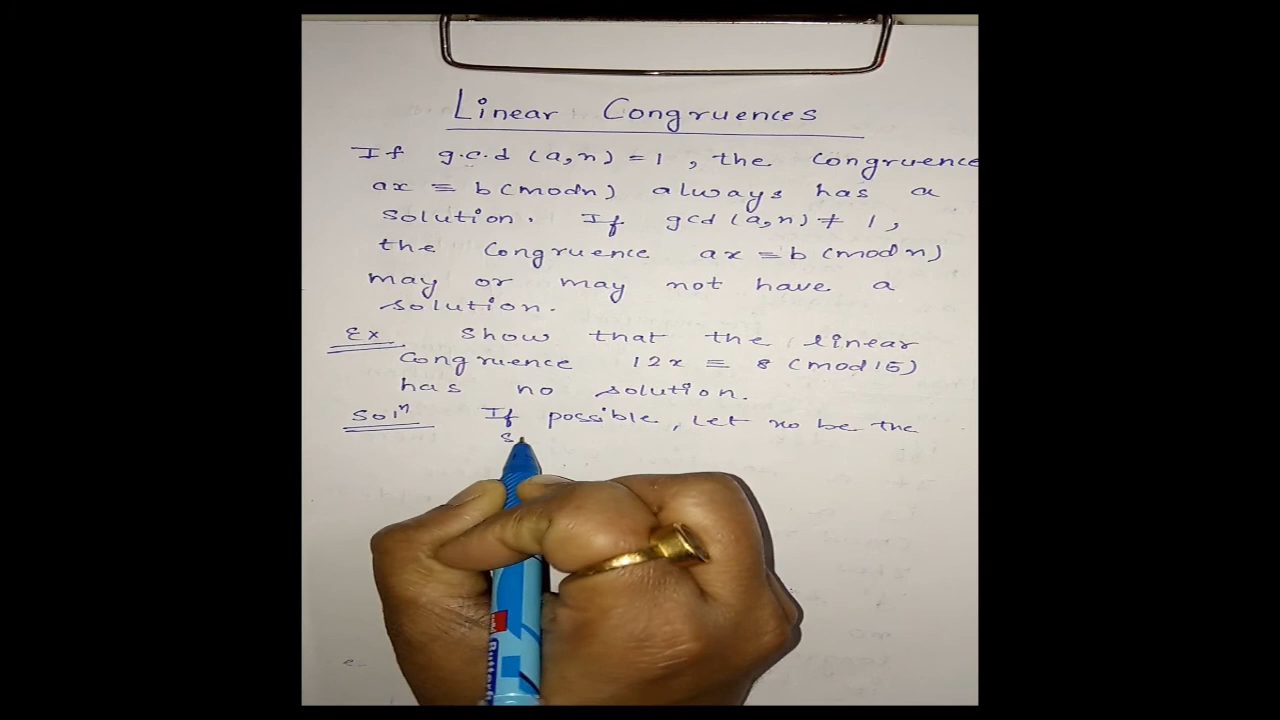 Linear Congruences
If g.c.d (a,n) = 1 , the Congruence
ax ≡ b (mod n) always has a
Solution. If gcd (a,n) ≠ 1 ,
the Congruence ax ≡ b (mod n)
may or may not have a
solution.
Ex Show that the linear
Congruence 12x ≡ 8 (mod 15)
has no solution.
Solⁿ If possible, Let x₀ be the
s